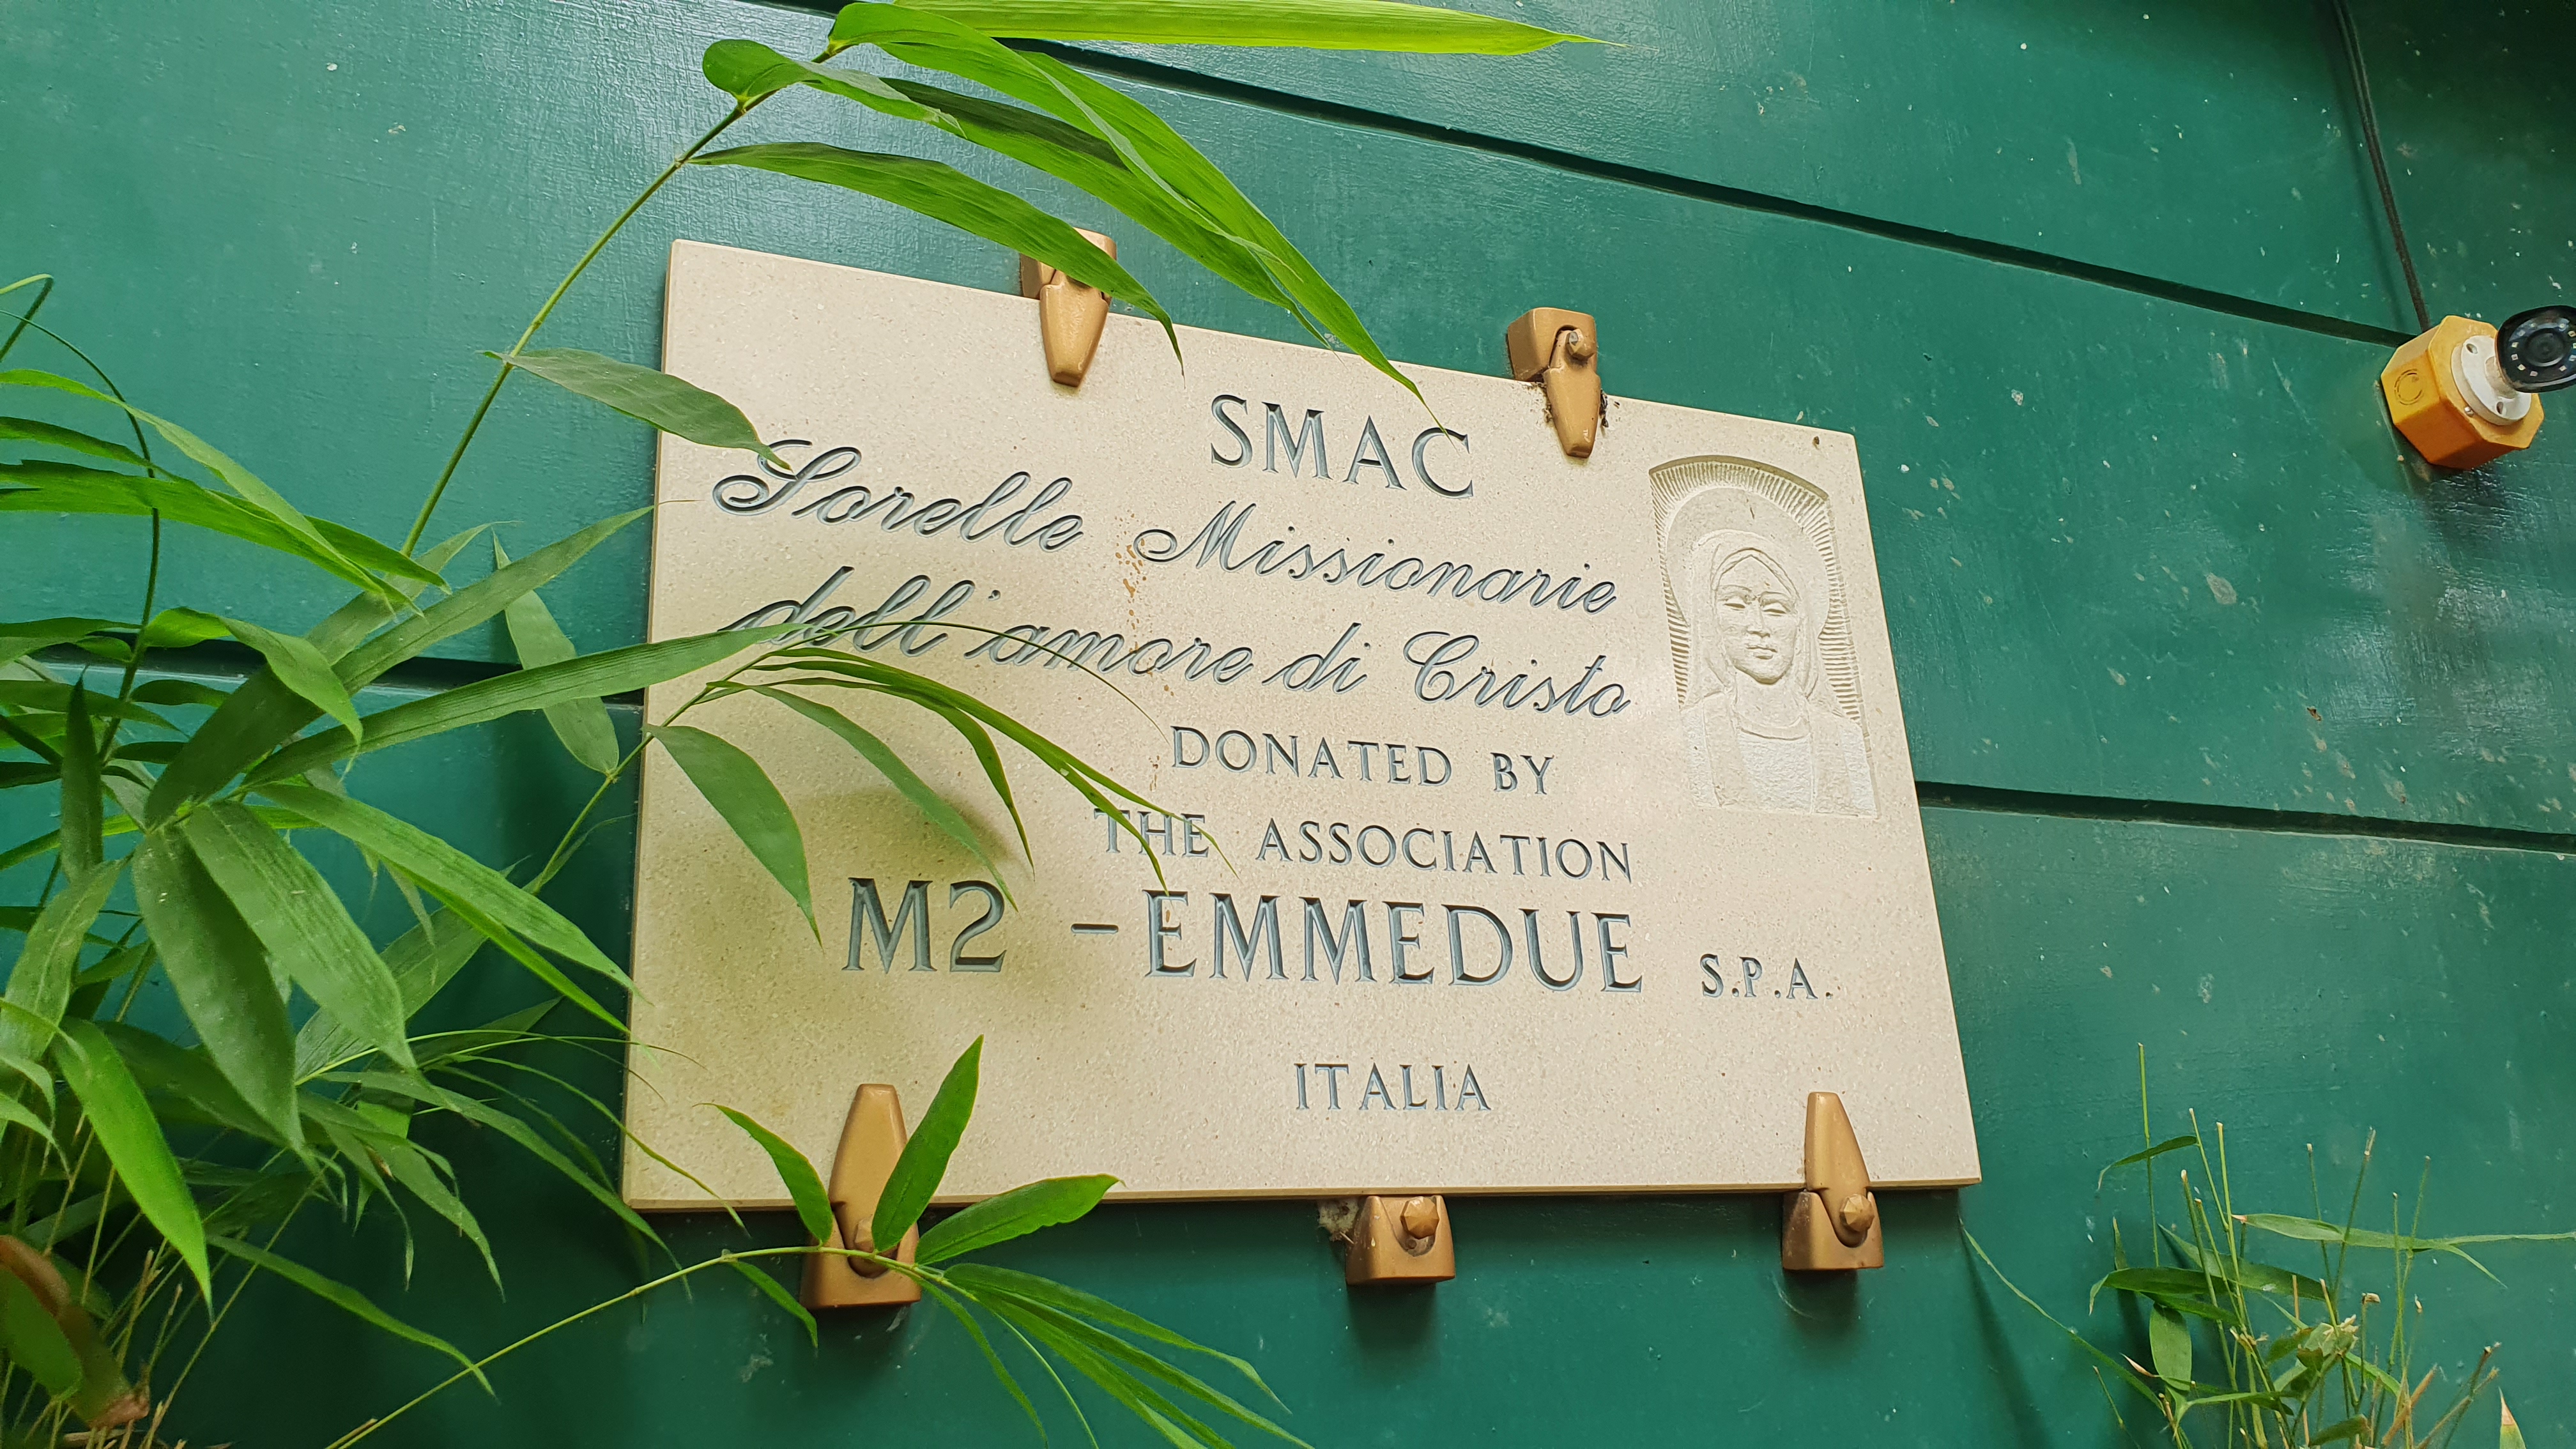 SMAC
Sorelle Missionarie
dell'amore di Cristo
DONATED BY
THE ASSOCIATION
M2 - EMMEDUE S.P.A.
ITALIA